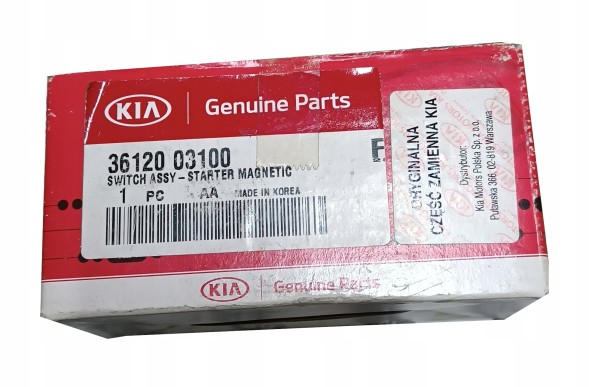 KIA
Genuine Parts
36120 03100
F
SWITCH ASSY-STARTER MAGNETIC
1 PC AA MADE IN KOREA
ORYGINALNA
CZĘŚĆ ZAMIENNA KIA
Dystrybutor:
Kia Motors Polska Sp. z o.o.
Puławska 366, 02-819 Warszawa
KIA Genuine Parts